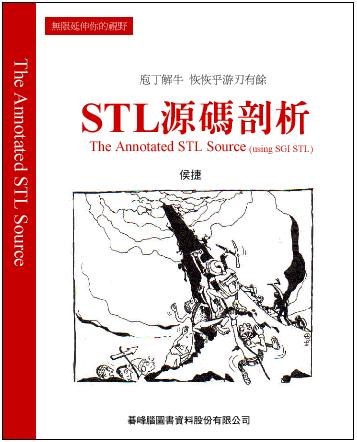 無限延伸你的視野
The Annotated STL Source
庖丁解牛 恢恢乎游刃有餘
STL源碼剖析
The Annotated STL Source (using SGI STL)
侯捷
碁峰腦圖書資料股份有限公司